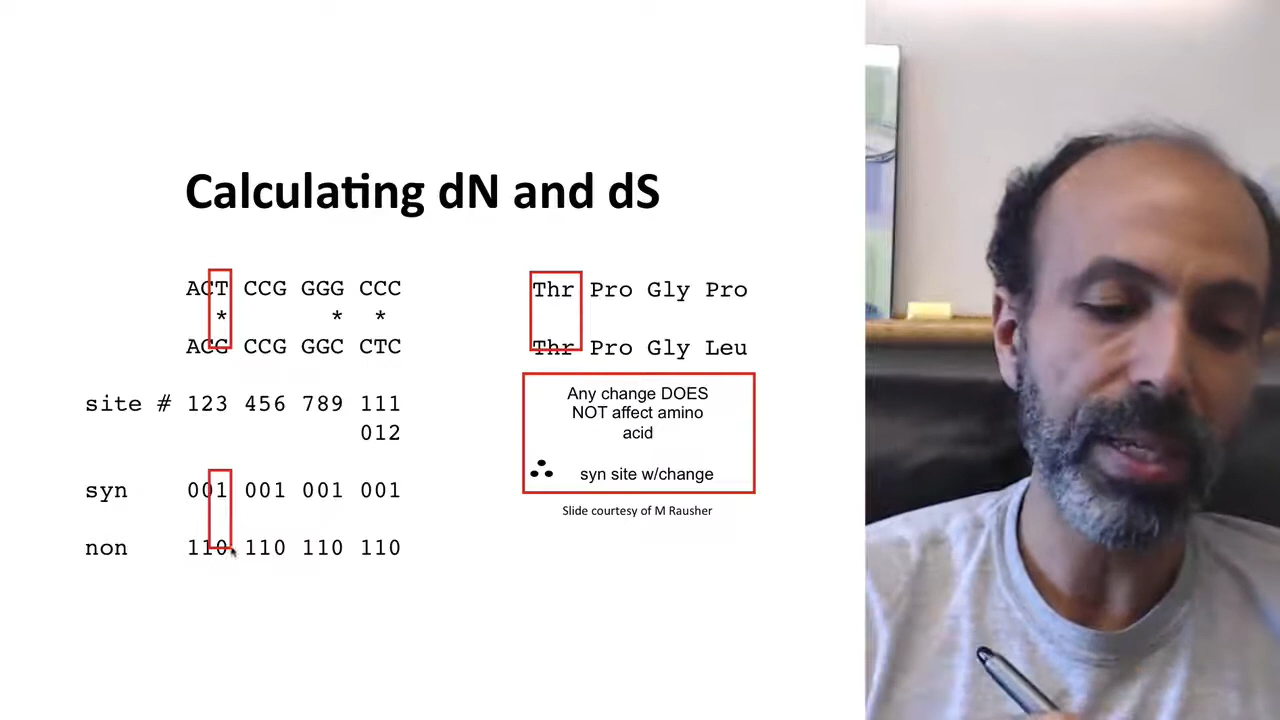 Calculating dN and dS
ACT CCG GGG CCC
* * *
ACG CCG GGC CTC
Thr Pro Gly Pro
Thr Pro Gly Leu
site # 123 456 789 111
012
syn 001 001 001 001
non 110 110 110 110
Any change DOES
NOT affect amino
acid
∴ syn site w/change
Slide courtesy of M Rausher